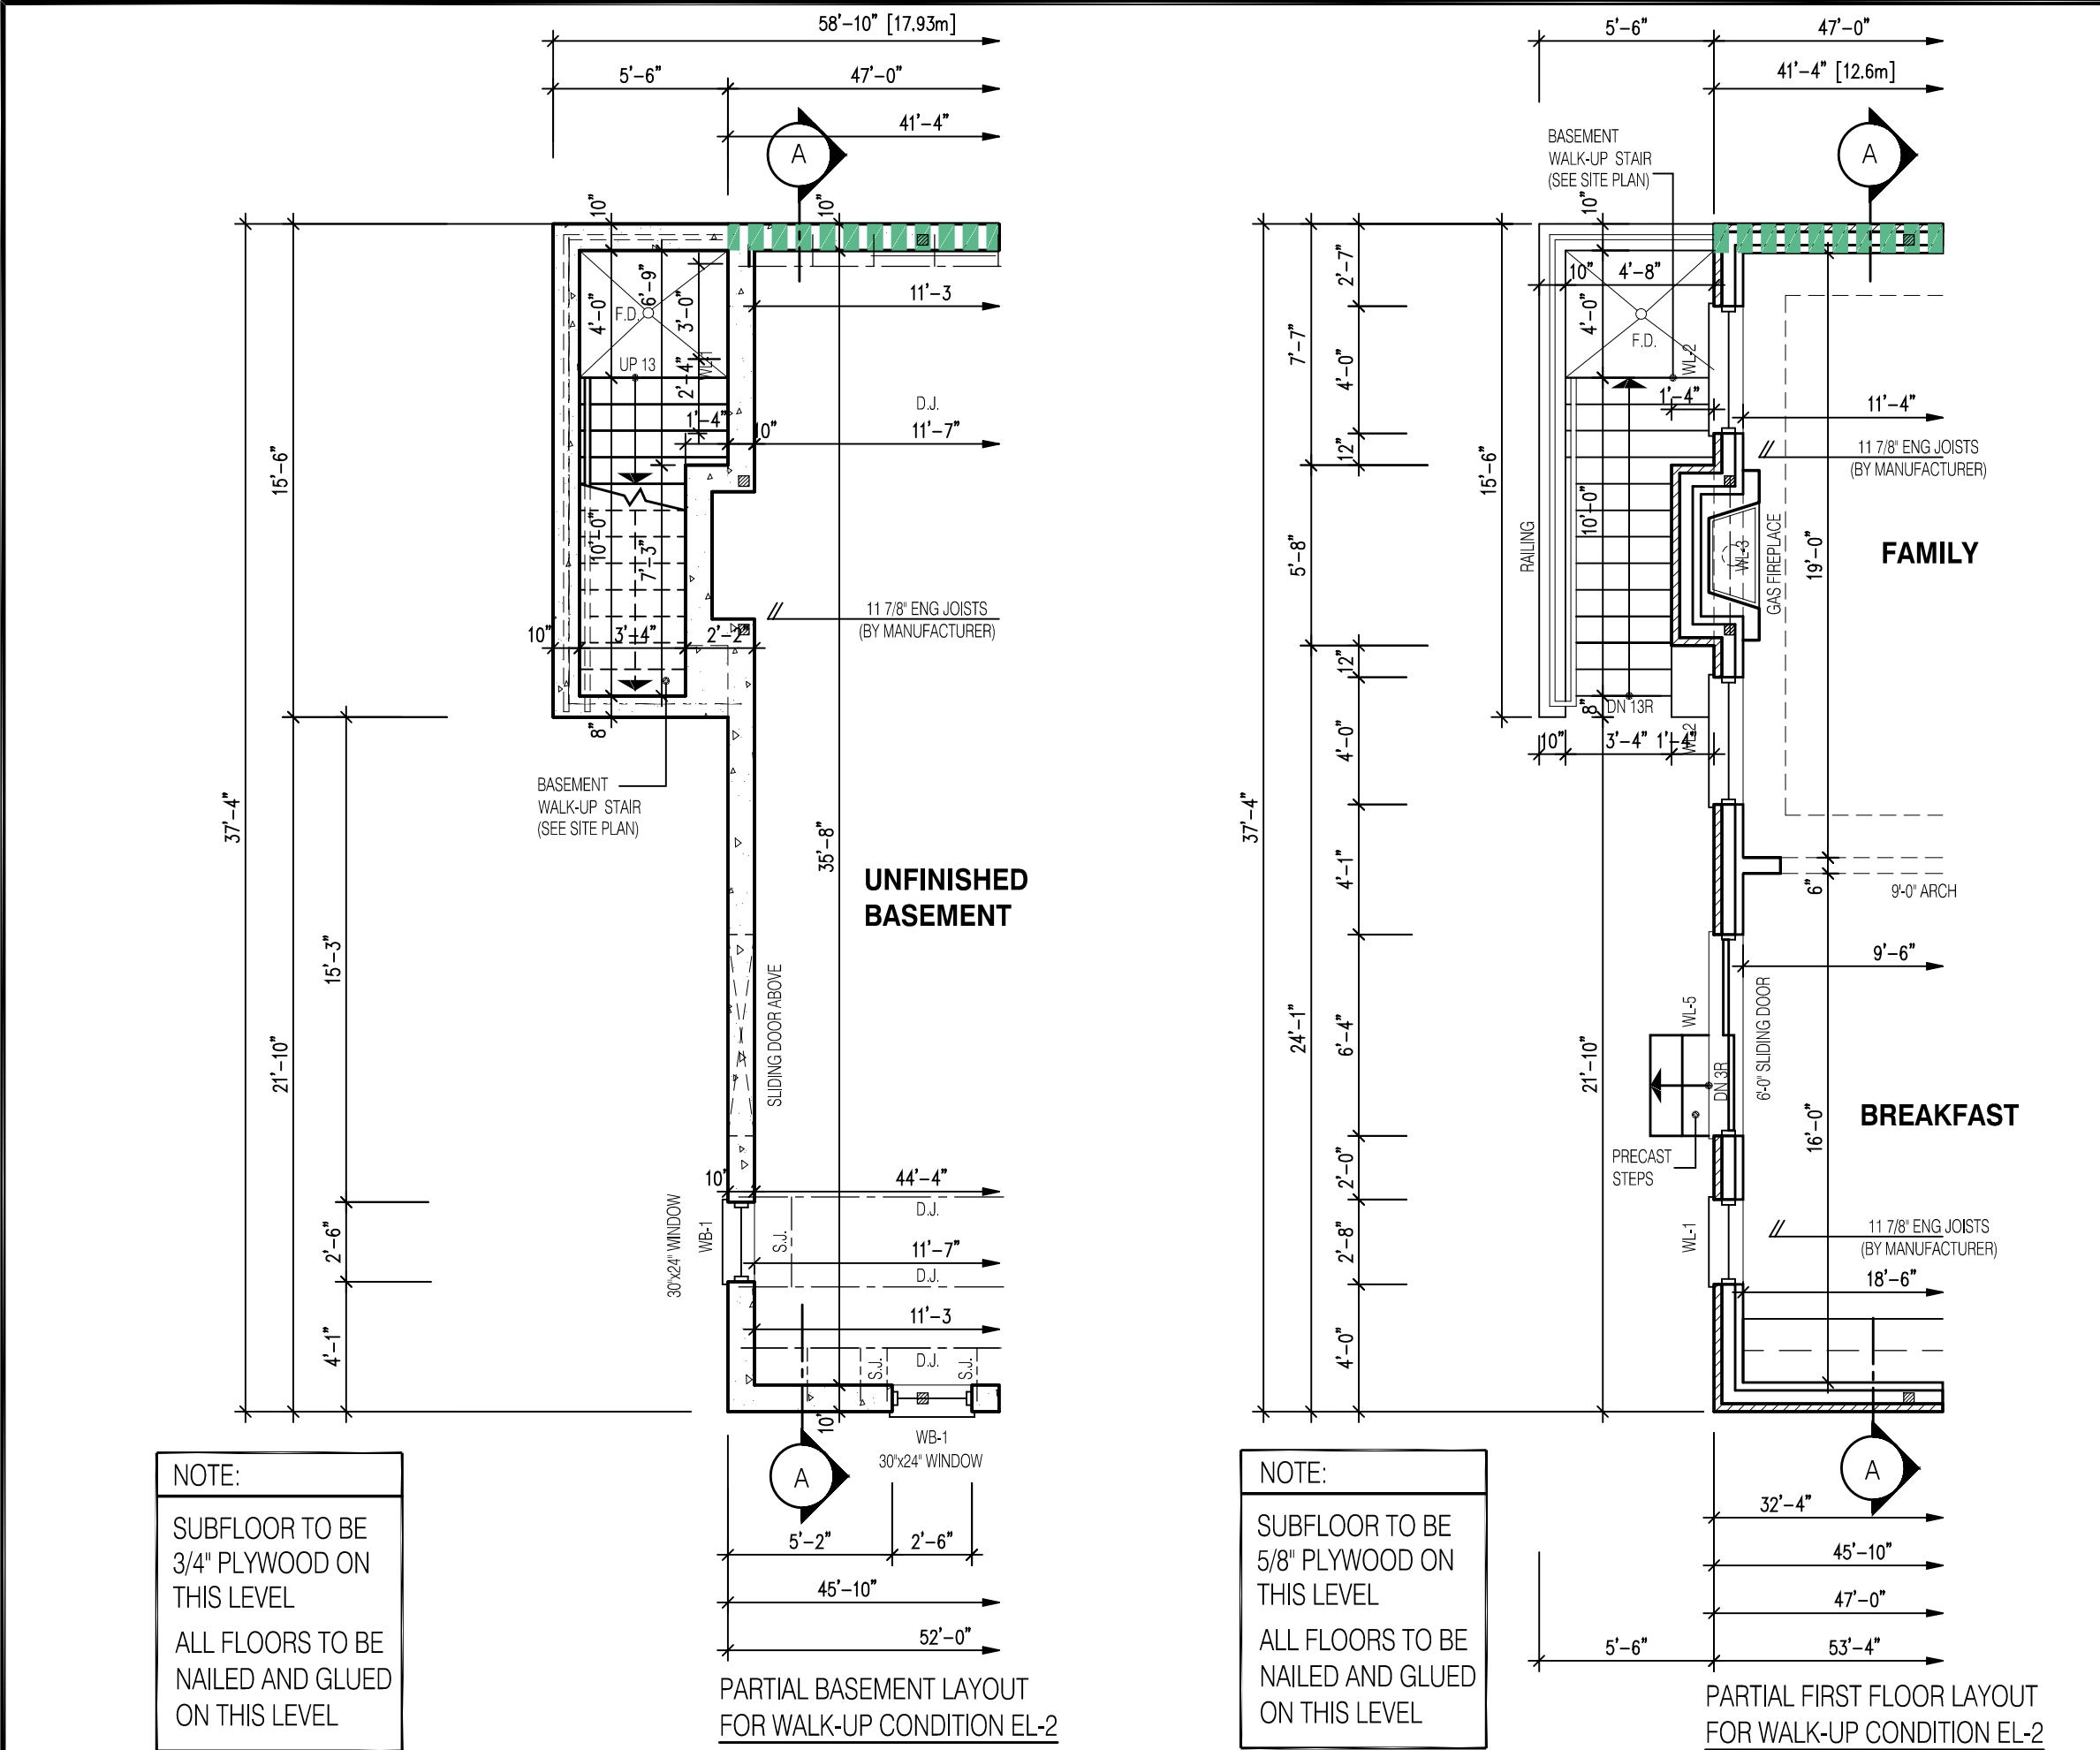 58'-10" [17.93m]
5'-6"
47'-0"
41'-4"
A
10"
10"
6'-9"
4'-0"
3'-0"
F.D.
11'-3
UP 13
2'-4"
1'-4"
10"
D.J.
11'-7"
15'-6"
10'-0"
7'-3"
11 7/8" ENG JOISTS
(BY MANUFACTURER)
10"
3'-4"
2'-2"
8"
BASEMENT
WALK-UP STAIR
(SEE SITE PLAN)
37'-4"
35'-8"
UNFINISHED
BASEMENT
15'-3"
21'-10"
SLIDING DOOR ABOVE
10'
44'-4"
D.J.
30"x24" WINDOW
WB-1
S.J.
11'-7"
D.J.
2'-6"
11'-3
4'-1"
S.J.
D.J.
S.J.
10'
WB-1
30"x24" WINDOW
A
5'-2"
2'-6"
45'-10"
52'-0"
NOTE:
SUBFLOOR TO BE
3/4" PLYWOOD ON
THIS LEVEL
ALL FLOORS TO BE
NAILED AND GLUED
ON THIS LEVEL
PARTIAL BASEMENT LAYOUT
FOR WALK-UP CONDITION EL-2
5'-6"
47'-0"
41'-4" [12.6m]
BASEMENT
WALK-UP STAIR
(SEE SITE PLAN)
A
10"
2'-7"
10"
4'-8"
4'-0"
F.D.
7'-7"
4'-0"
WL-2
1'-4"
11'-4"
12"
11 7/8" ENG JOISTS
(BY MANUFACTURER)
15'-6"
10'-0"
RAILING
5'-8"
WL-3
GAS FIREPLACE
19'-0"
FAMILY
12"
8"
DN 13R
10"
3'-4"
1'-4"
WL-2
4'-0"
37'-4"
4'-1"
6"
9'-0" ARCH
9'-6"
24'-1"
6'-4"
21'-10"
WL-5
DN 3R
6'-0" SLIDING DOOR
16'-0"
BREAKFAST
PRECAST
STEPS
2'-0"
WL-1
2'-8"
11 7/8" ENG JOISTS
(BY MANUFACTURER)
18'-6"
4'-0"
A
32'-4"
45'-10"
47'-0"
5'-6"
53'-4"
NOTE:
SUBFLOOR TO BE
5/8" PLYWOOD ON
THIS LEVEL
ALL FLOORS TO BE
NAILED AND GLUED
ON THIS LEVEL
PARTIAL FIRST FLOOR LAYOUT
FOR WALK-UP CONDITION EL-2